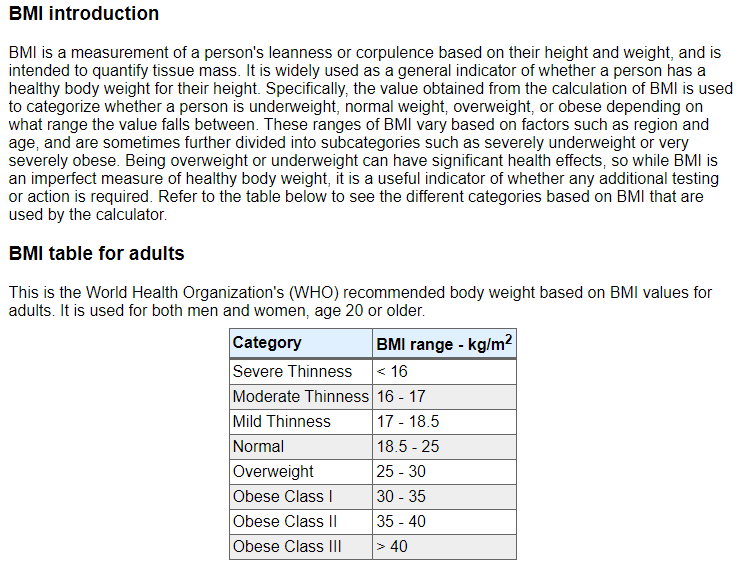 BMI introduction
BMI is a measurement of a person's leanness or corpulence based on their height and weight, and is
intended to quantify tissue mass. It is widely used as a general indicator of whether a person has a
healthy body weight for their height. Specifically, the value obtained from the calculation of BMI is used
to categorize whether a person is underweight, normal weight, overweight, or obese depending on
what range the value falls between. These ranges of BMI vary based on factors such as region and
age, and are sometimes further divided into subcategories such as severely underweight or very
severely obese. Being overweight or underweight can have significant health effects, so while BMI is
an imperfect measure of healthy body weight, it is a useful indicator of whether any additional testing
or action is required. Refer to the table below to see the different categories based on BMI that are
used by the calculator.
BMI table for adults
This is the World Health Organization's (WHO) recommended body weight based on BMI values for
adults. It is used for both men and women, age 20 or older.
Category BMI range - kg/m²
Severe Thinness < 16
Moderate Thinness 16 - 17
Mild Thinness 17 - 18.5
Normal 18.5 - 25
Overweight 25 - 30
Obese Class I 30 - 35
Obese Class II 35 - 40
Obese Class III > 40